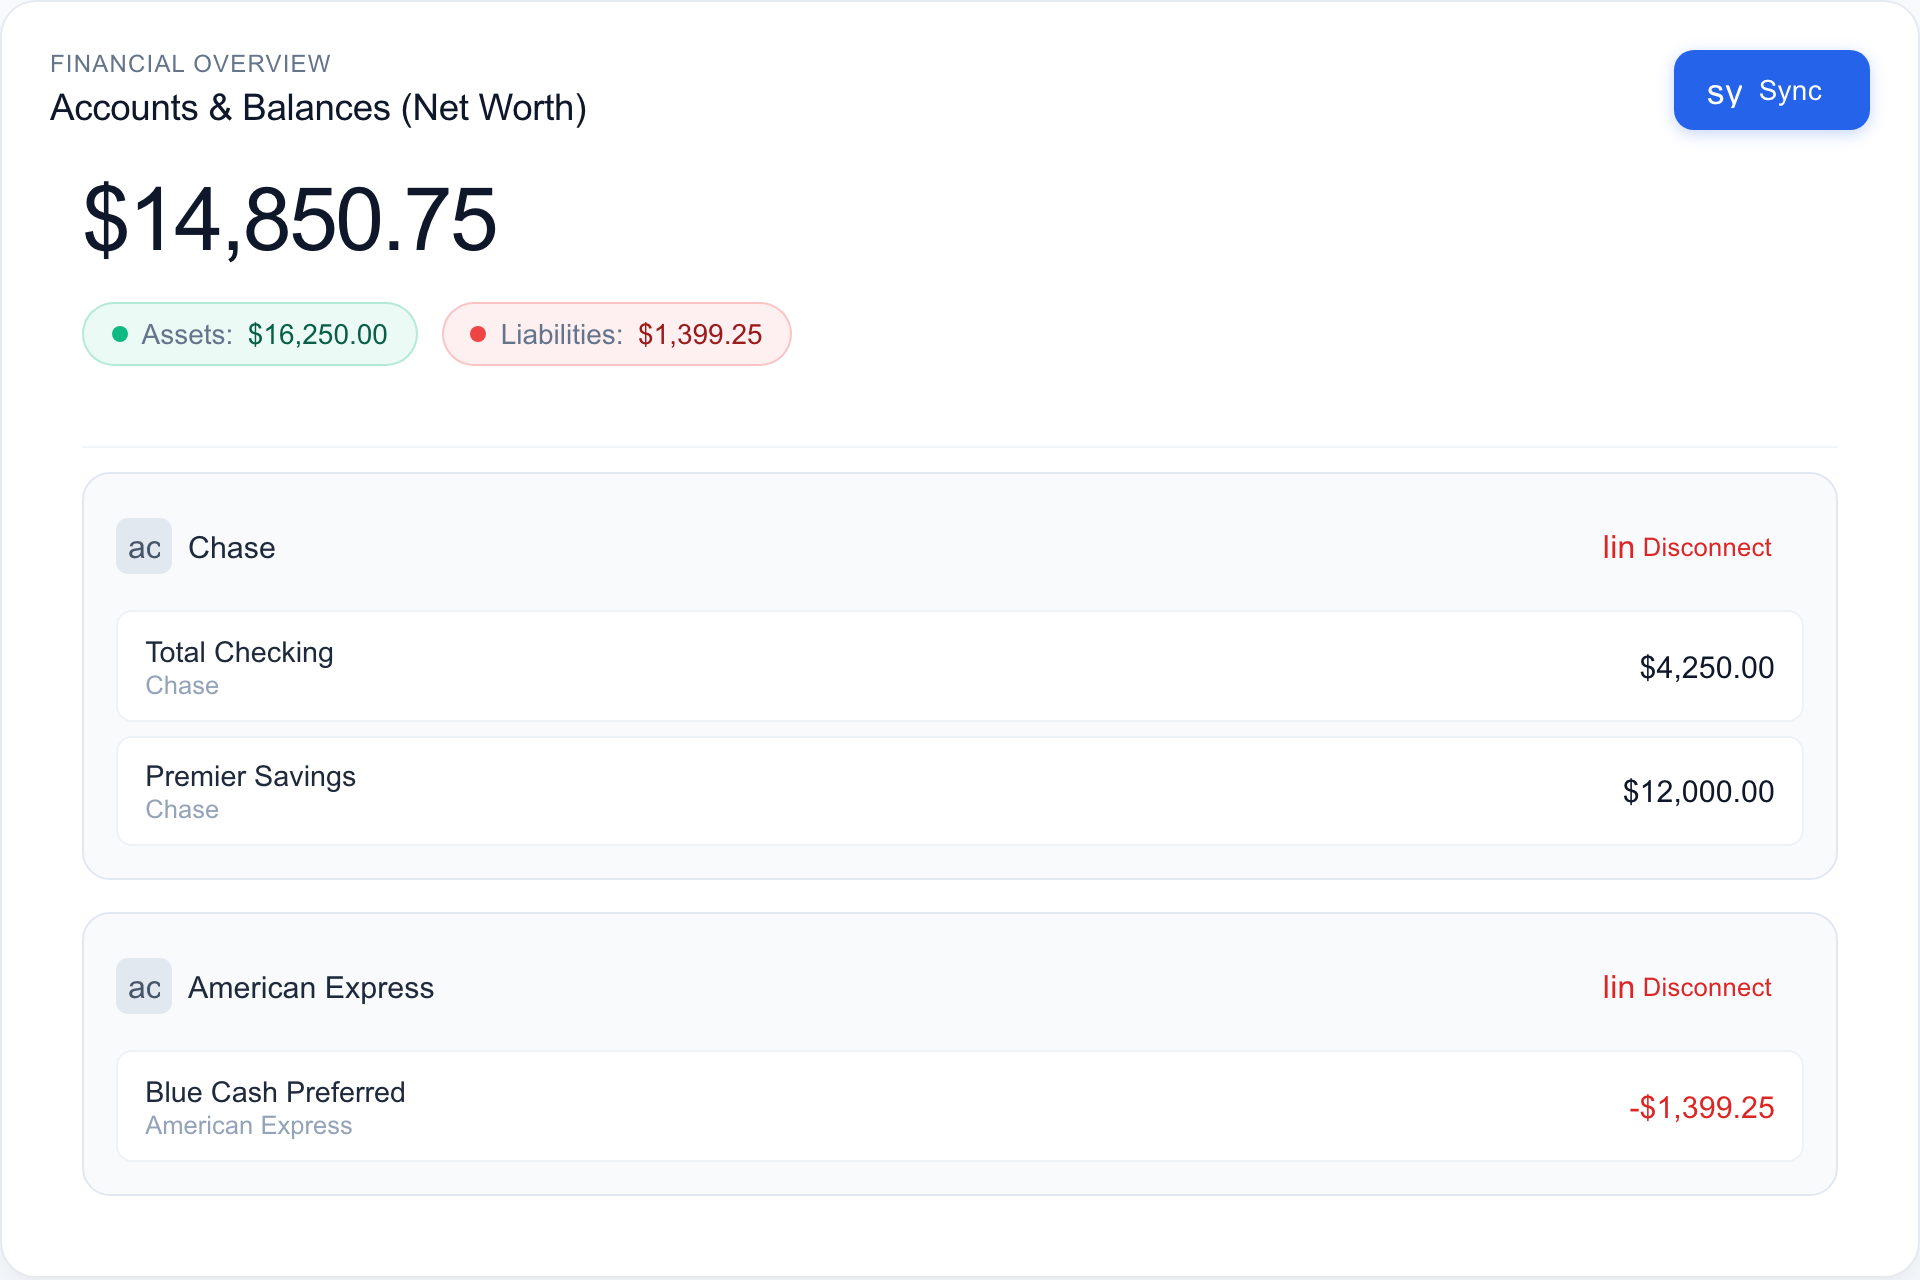 FINANCIAL OVERVIEW
Accounts & Balances (Net Worth)
sy Sync
$14,850.75
Assets: $16,250.00
Liabilities: $1,399.25
ac Chase
lin Disconnect
Total Checking
Chase
$4,250.00
Premier Savings
Chase
$12,000.00
ac American Express
lin Disconnect
Blue Cash Preferred
American Express
-$1,399.25